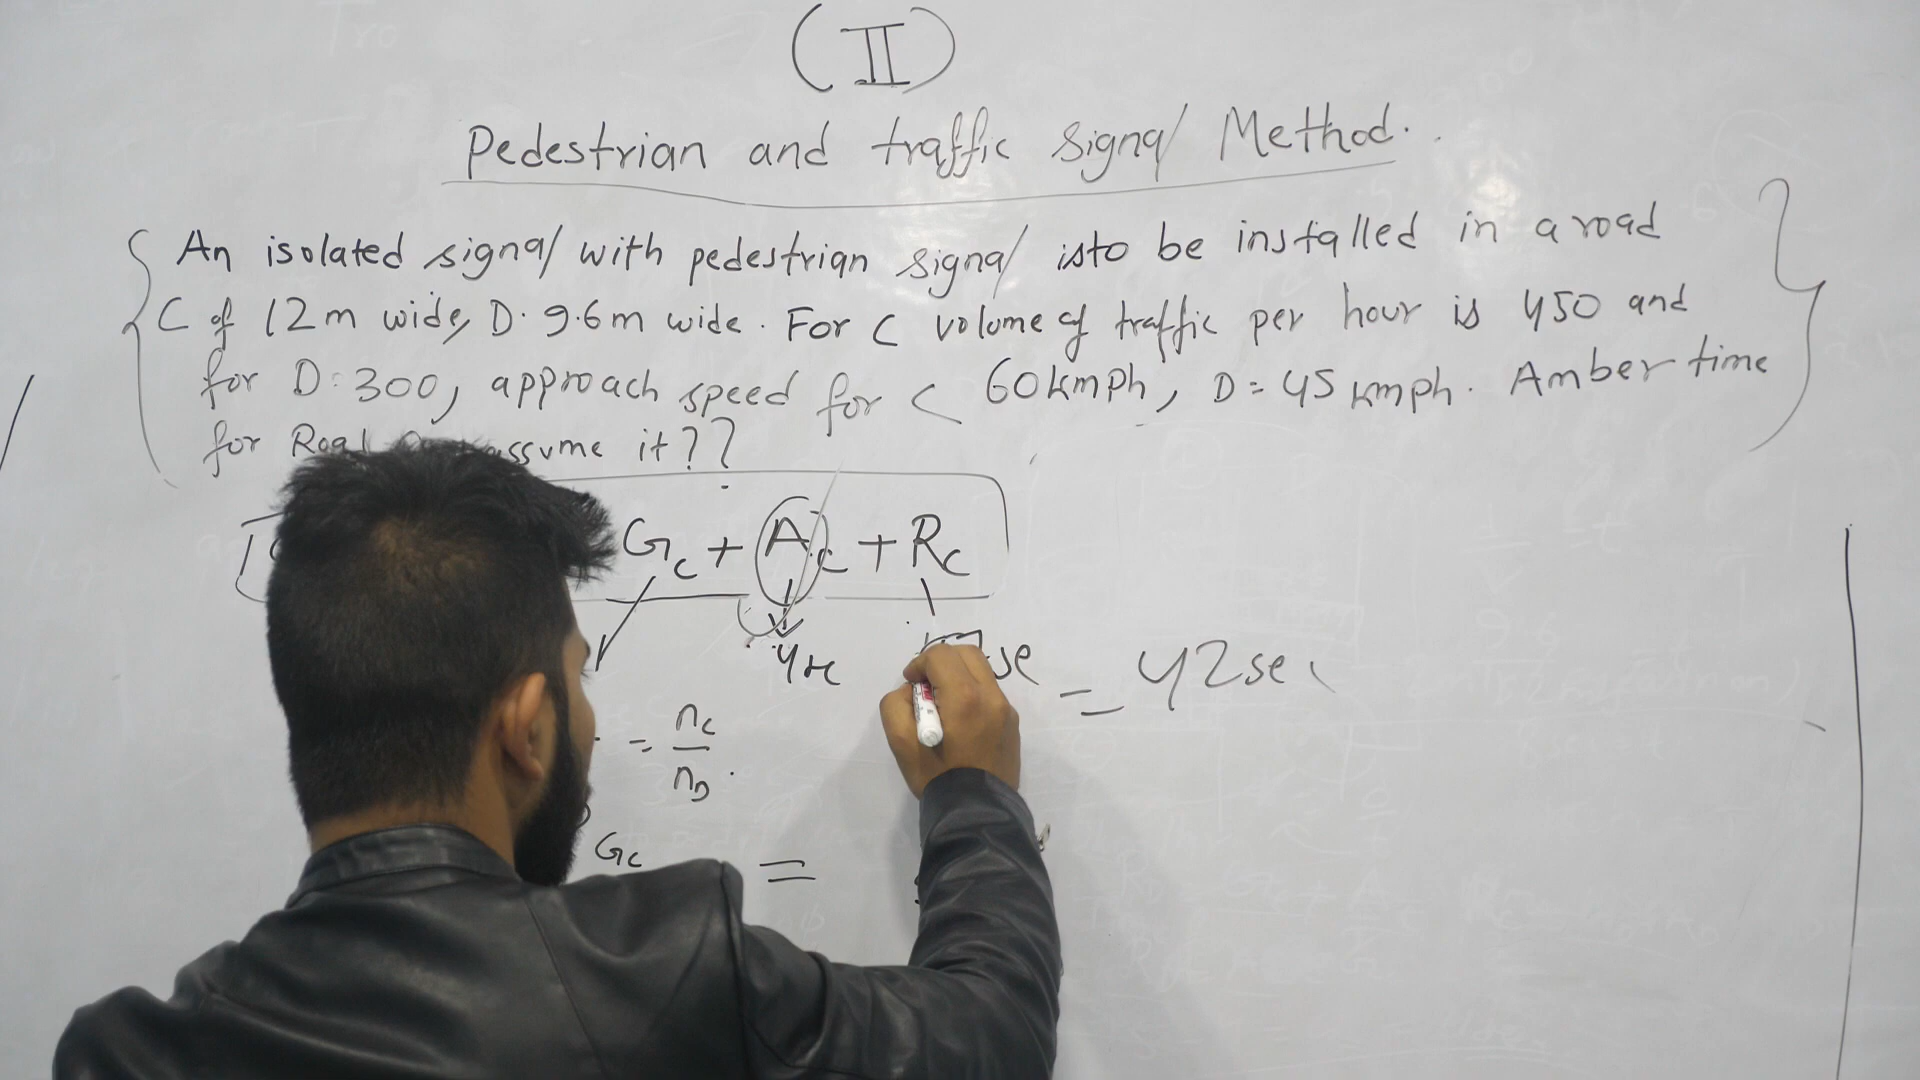 (II)
Pedestrian and traffic signal Method.
An isolated signal with pedestrian signal is to be installed in a road
C of 12m wide, D. 9.6m wide. For C volume of traffic per hour is 450 and
for D = 300, approach speed for C 60kmph, D = 45 kmph. Amber time
for Road assume it??
Gc + Ac + Rc
4sec = 42sec
= nc
nD
Gc =